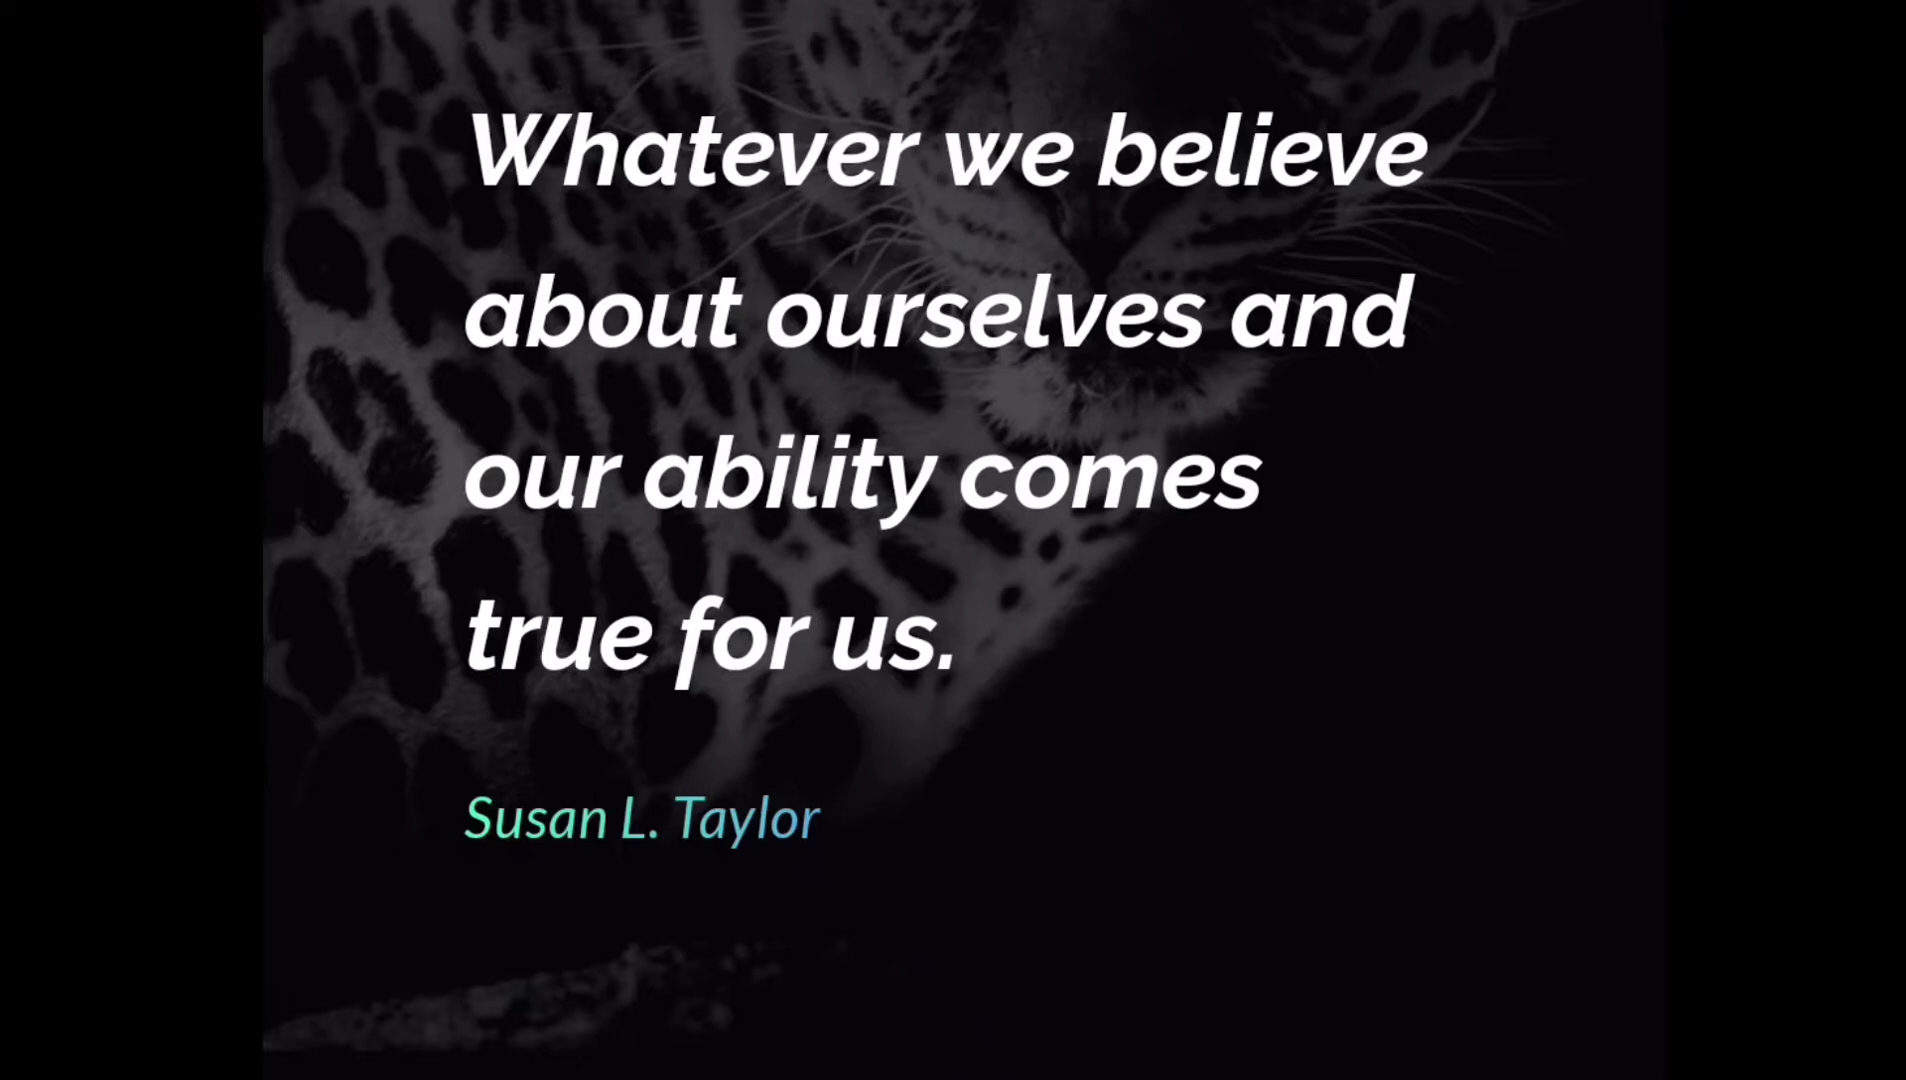 Whatever we believe
about ourselves and
our ability comes
true for us.
Susan L. Taylor